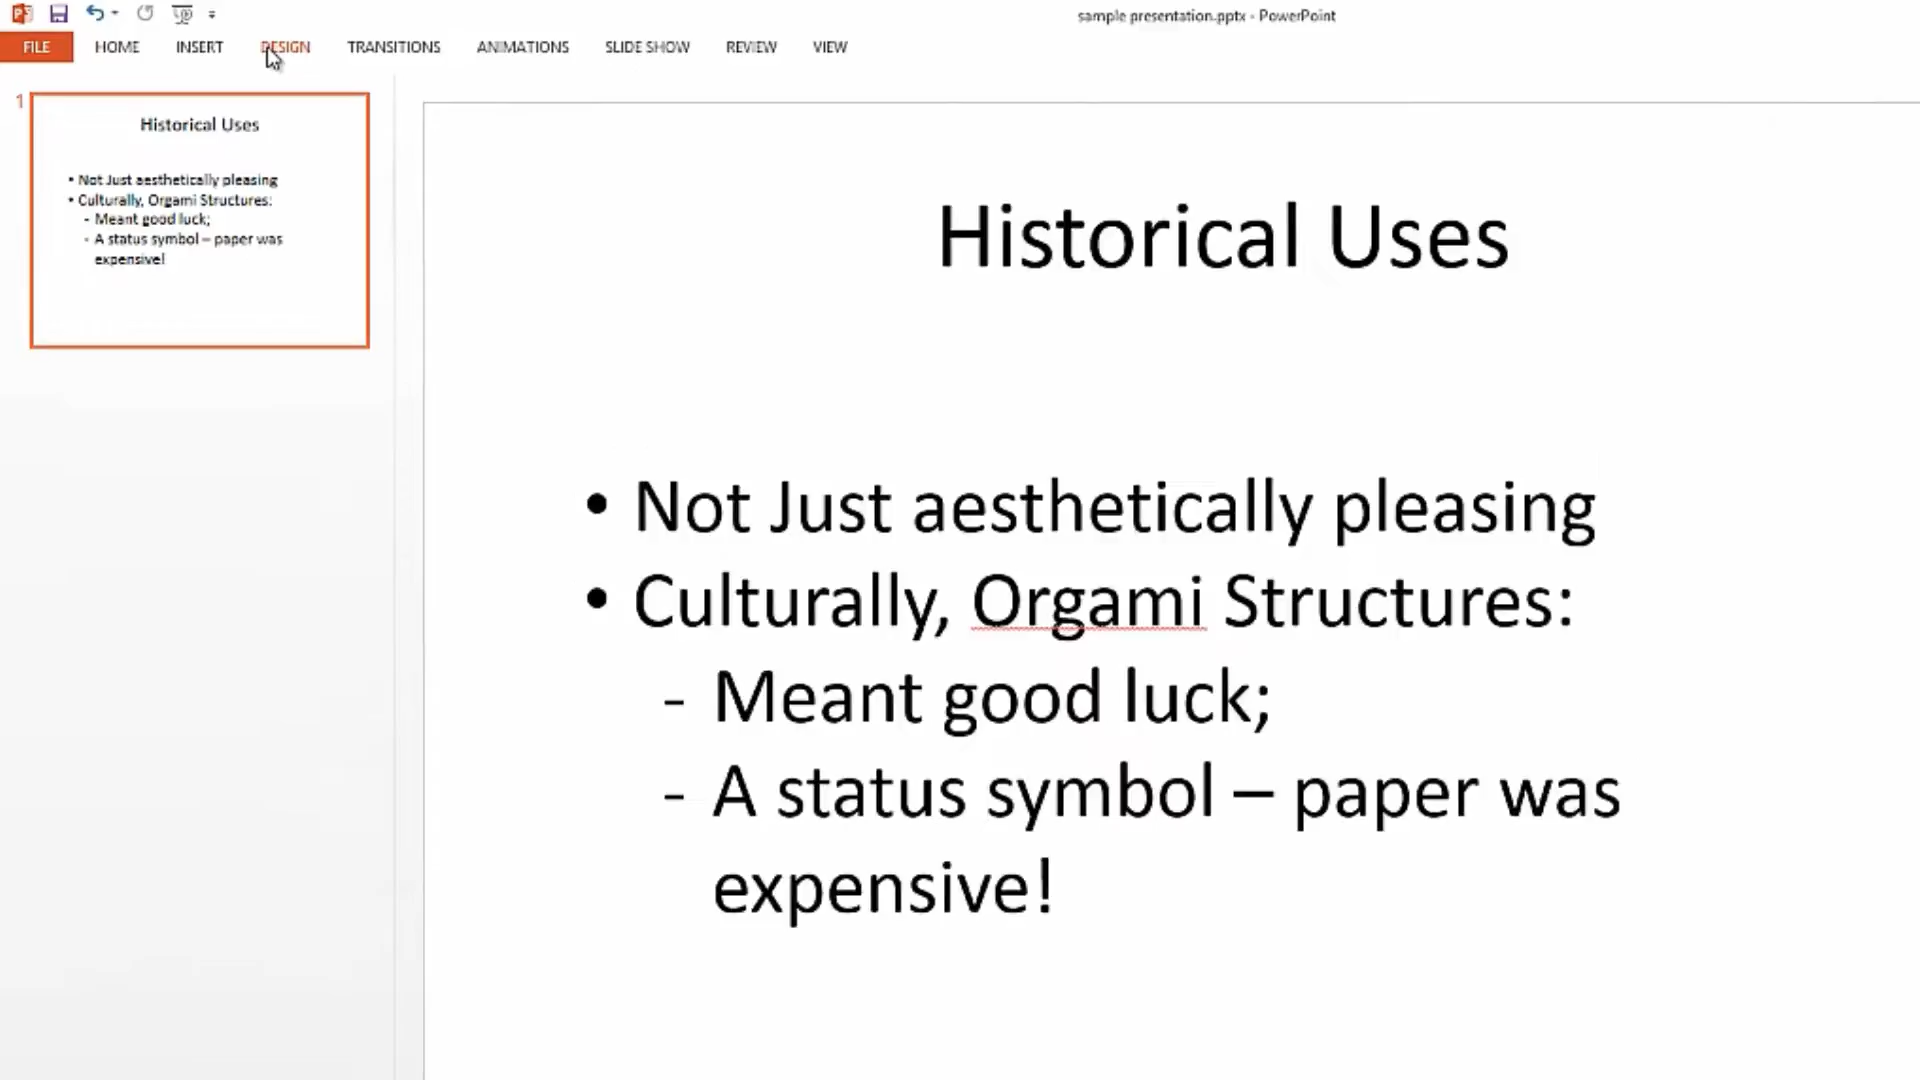 sample presentation.pptx - PowerPoint
FILE HOME INSERT DESIGN TRANSITIONS ANIMATIONS SLIDE SHOW REVIEW VIEW
1
Historical Uses
• Not Just aesthetically pleasing
• Culturally, Orgami Structures:
- Meant good luck;
- A status symbol – paper was
expensive!
Historical Uses
• Not Just aesthetically pleasing
• Culturally, Orgami Structures:
- Meant good luck;
- A status symbol – paper was
expensive!